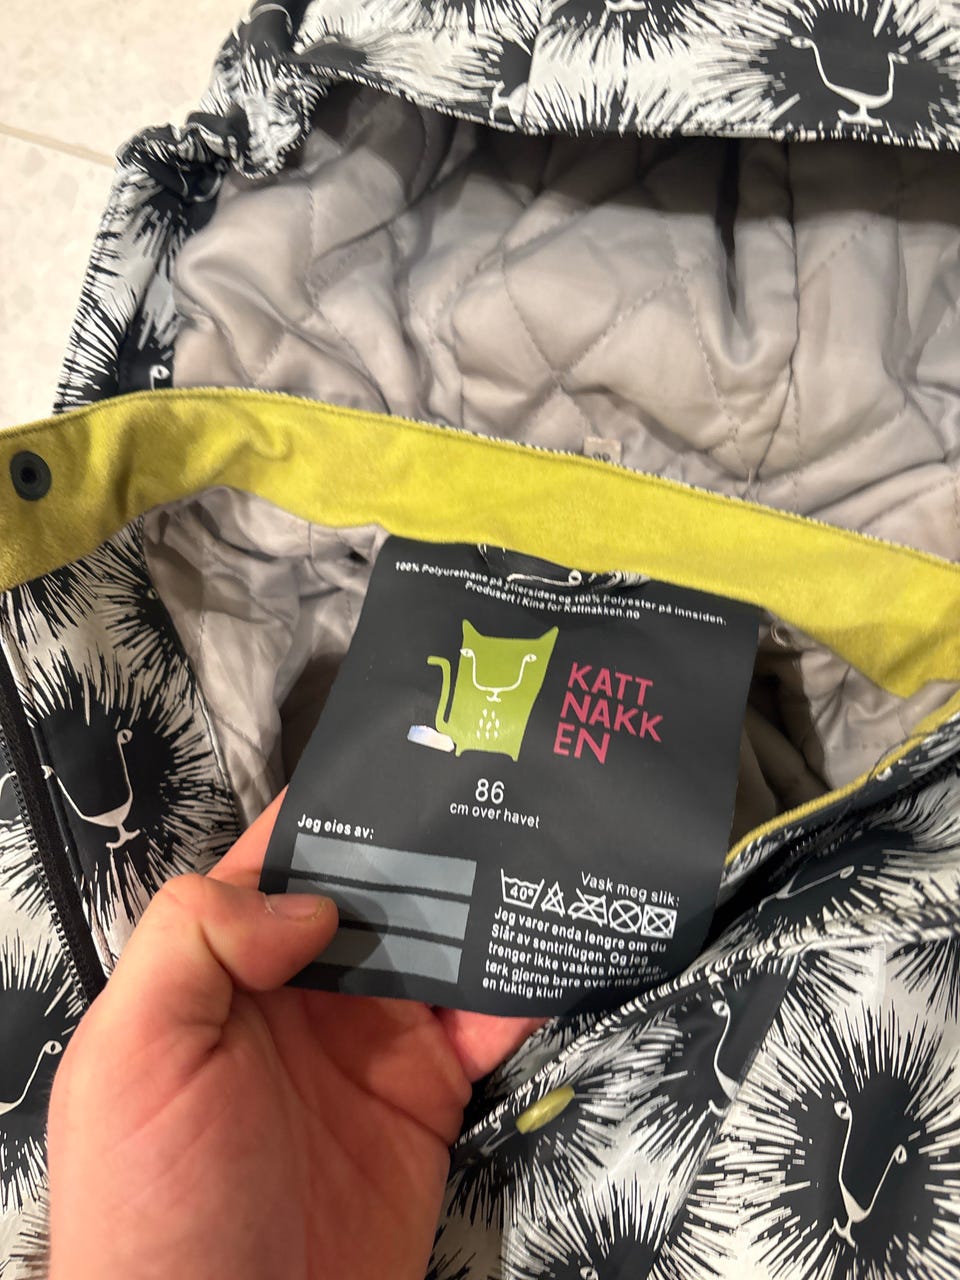 100% Polyurethane på yttersiden og 100% Polyester på innsiden.
Produsert i Kina for Kattnakken.no
KATT
NAKK
EN
86
cm over havet
Jeg eies av:
Vask meg slik:
40°
Jeg varer enda lengre om du
Slår av sentrifugen. Og jeg
trenger ikke vaskes hver
tørk gjerne bare over med
en fuktig klut!